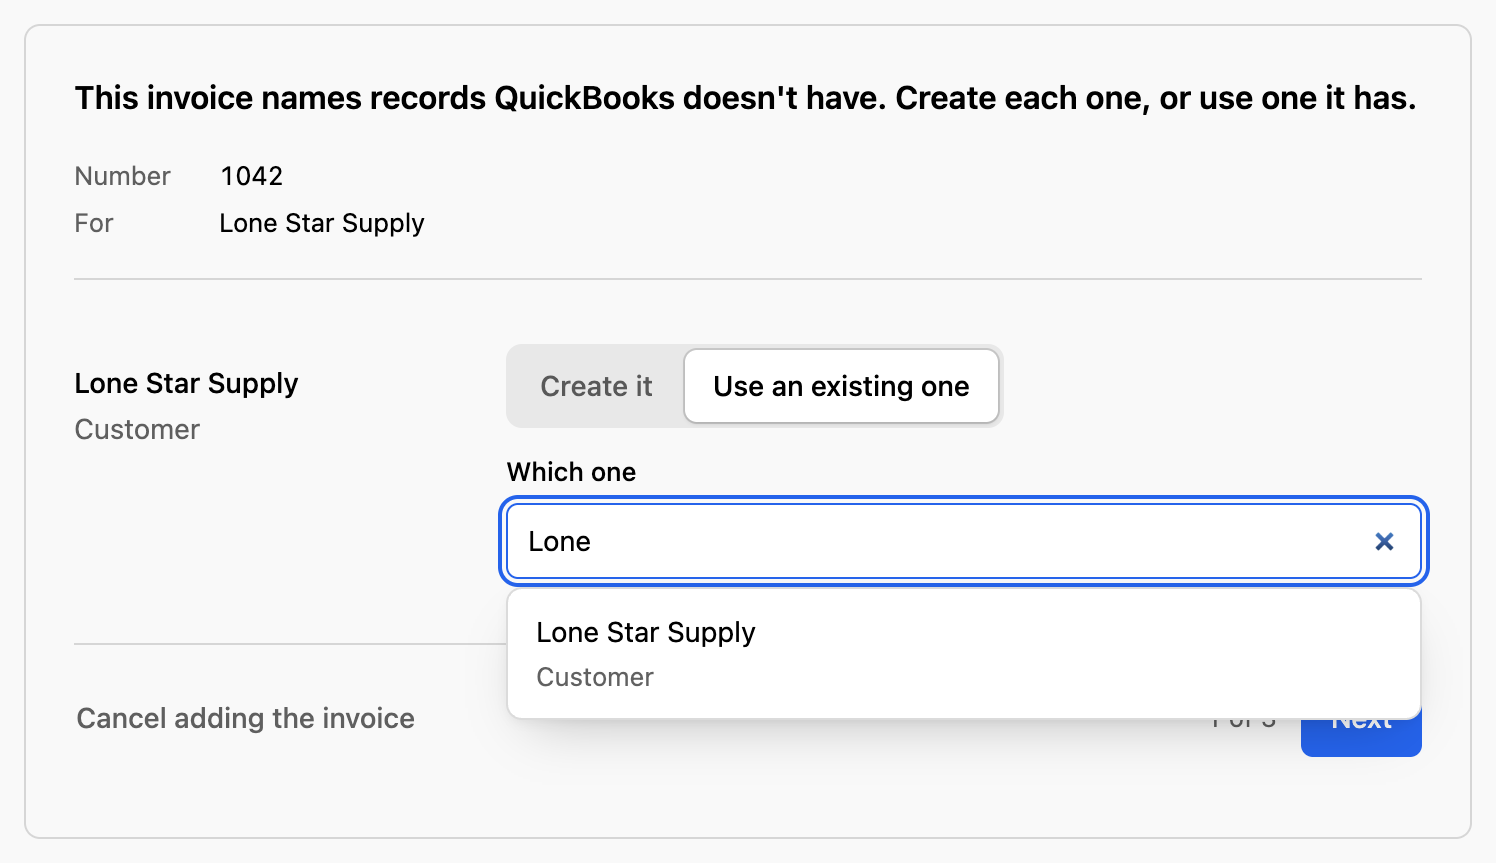 This invoice names records QuickBooks doesn't have. Create each one, or use one it has.
Number 1042
For Lone Star Supply
Lone Star Supply
Customer
Create it Use an existing one
Which one
Lone
Lone Star Supply
Customer
Cancel adding the invoice
Next